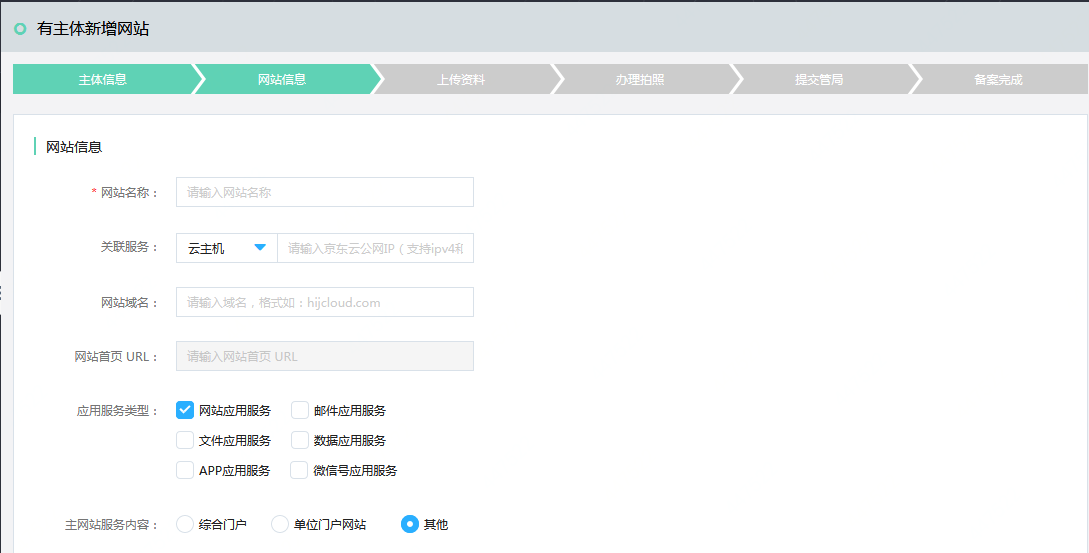 有主体新增网站
主体信息 网站信息 上传资料 办理拍照 提交管局 备案完成
网站信息
* 网站名称： 请输入网站名称
关联服务： 云主机 请输入京东云公网IP（支持ipv4和
网站域名： 请输入域名，格式如：hijcloud.com
网站首页 URL： 请输入网站首页 URL
应用服务类型： 网站应用服务 邮件应用服务
文件应用服务 数据应用服务
APP应用服务 微信号应用服务
主网站服务内容： 综合门户 单位门户网站 其他